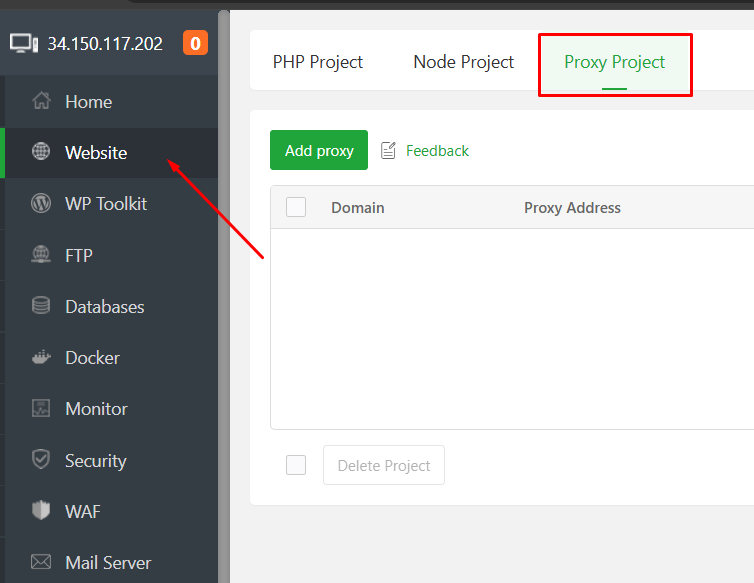 34.150.117.202 0
Home
Website
WP Toolkit
FTP
Databases
Docker
Monitor
Security
WAF
Mail Server
PHP Project Node Project Proxy Project
Add proxy Feedback
Domain Proxy Address
Delete Project